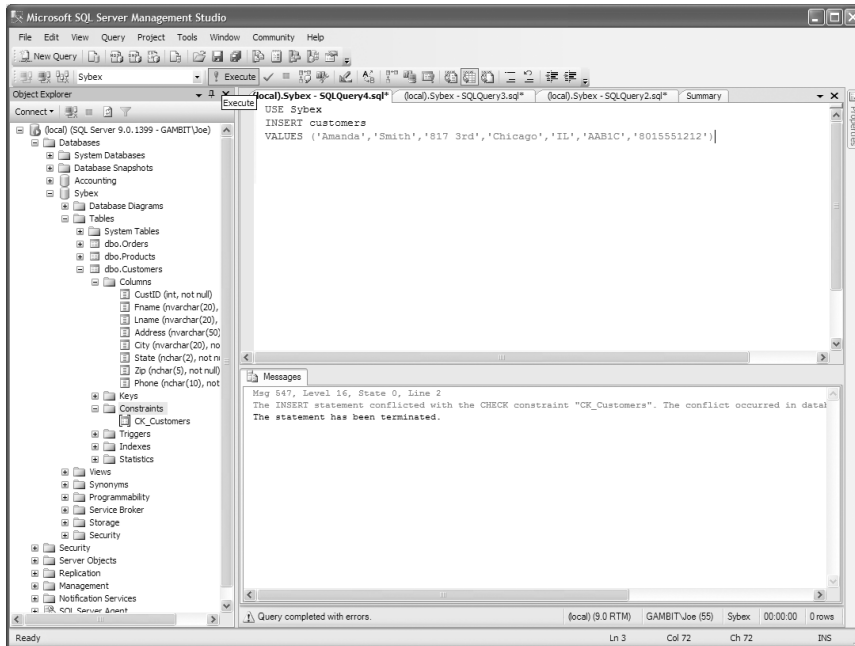 Microsoft SQL Server Management Studio
File Edit View Query Project Tools Window Community Help
New Query
Sybex
Execute
Object Explorer
Execute
(local).Sybex - SQLQuery4.sql*
(local).Sybex - SQLQuery3.sql*
(local).Sybex - SQLQuery2.sql*
Summary
Properties
Connect
(local) (SQL Server 9.0.1399 - GAMBIT\Joe)
Databases
System Databases
Database Snapshots
Accounting
Sybex
Database Diagrams
Tables
System Tables
dbo.Orders
dbo.Products
dbo.Customers
Columns
CustID (int, not null)
Fname (nvarchar(20),
Lname (nvarchar(20),
Address (nvarchar(50)
City (nvarchar(20), no
State (nchar(2), not n
Zip (nchar(5), not null)
Phone (nchar(10), not
Keys
Constraints
CK_Customers
Triggers
Indexes
Statistics
Views
Synonyms
Programmability
Service Broker
Storage
Security
Security
Server Objects
Replication
Management
Notification Services
SQL Server Agent
USE Sybex
INSERT customers
VALUES ('Amanda','Smith','817 3rd','Chicago','IL','AAB1C','8015551212')
Messages
Msg 547, Level 16, State 0, Line 2
The INSERT statement conflicted with the CHECK constraint "CK_Customers". The conflict occurred in datab
The statement has been terminated.
Query completed with errors.
(local) (9.0 RTM)
GAMBIT\Joe (55)
Sybex
00:00:00
0 rows
Ready
Ln 3
Col 72
Ch 72
INS